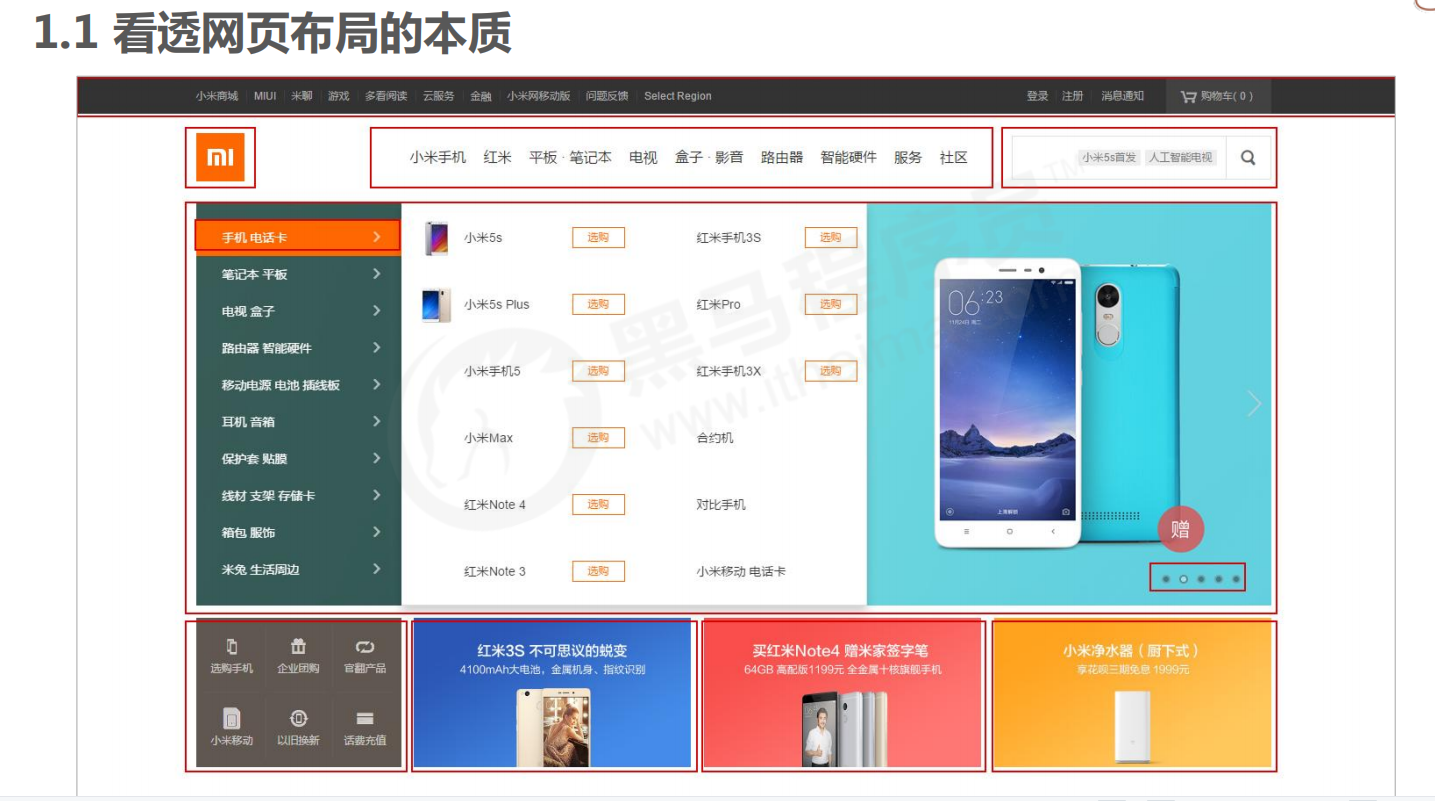 1.1 看透网页布局的本质
小米商城 MIUI 米聊 游戏 多看阅读 云服务 金融 小米网移动版 问题反馈 Select Region 登录 注册 消息通知 购物车( 0 )
小米手机 红米 平板 · 笔记本 电视 盒子 · 影音 路由器 智能硬件 服务 社区 小米5s首发 人工智能电视
手机 电话卡
笔记本 平板
电视 盒子
路由器 智能硬件
移动电源 电池 插线板
耳机 音箱
保护套 贴膜
线材 支架 存储卡
箱包 服饰
米兔 生活周边
小米5s 选购 红米手机3S 选购
小米5s Plus 选购 红米Pro 选购
小米手机5 选购 红米手机3X 选购
小米Max 选购 合约机
红米Note 4 选购 对比手机
红米Note 3 选购 小米移动 电话卡
06:23
赠
黑马程序员
TM
选购手机 企业团购 官翻产品
小米移动 以旧换新 话费充值
红米3S 不可思议的蜕变
4100mAh大电池，金属机身、指纹识别
买红米Note4 赠米家签字笔
64GB 高配版1199元 全金属十核旗舰手机
小米净水器（厨下式）
享花呗三期免息 1999元